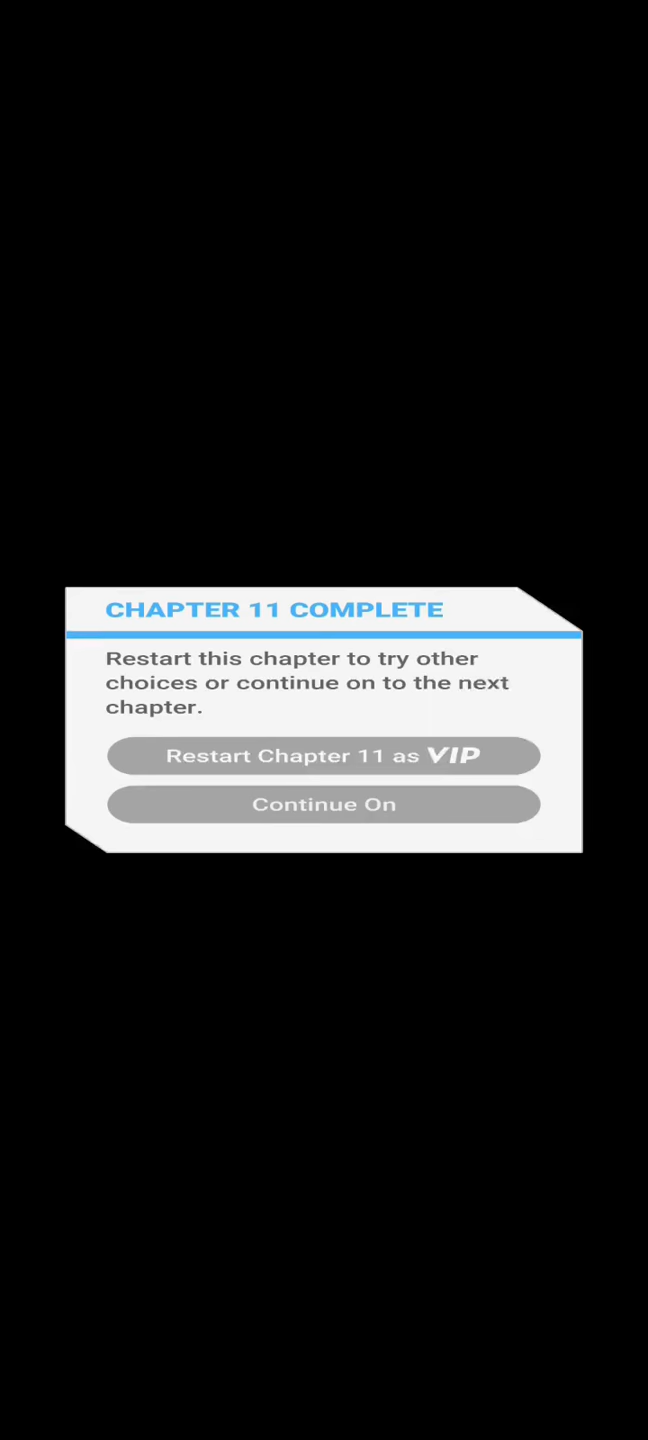 CHAPTER 11 COMPLETE
Restart this chapter to try other
choices or continue on to the next
chapter.
Restart Chapter 11 as VIP
Continue On